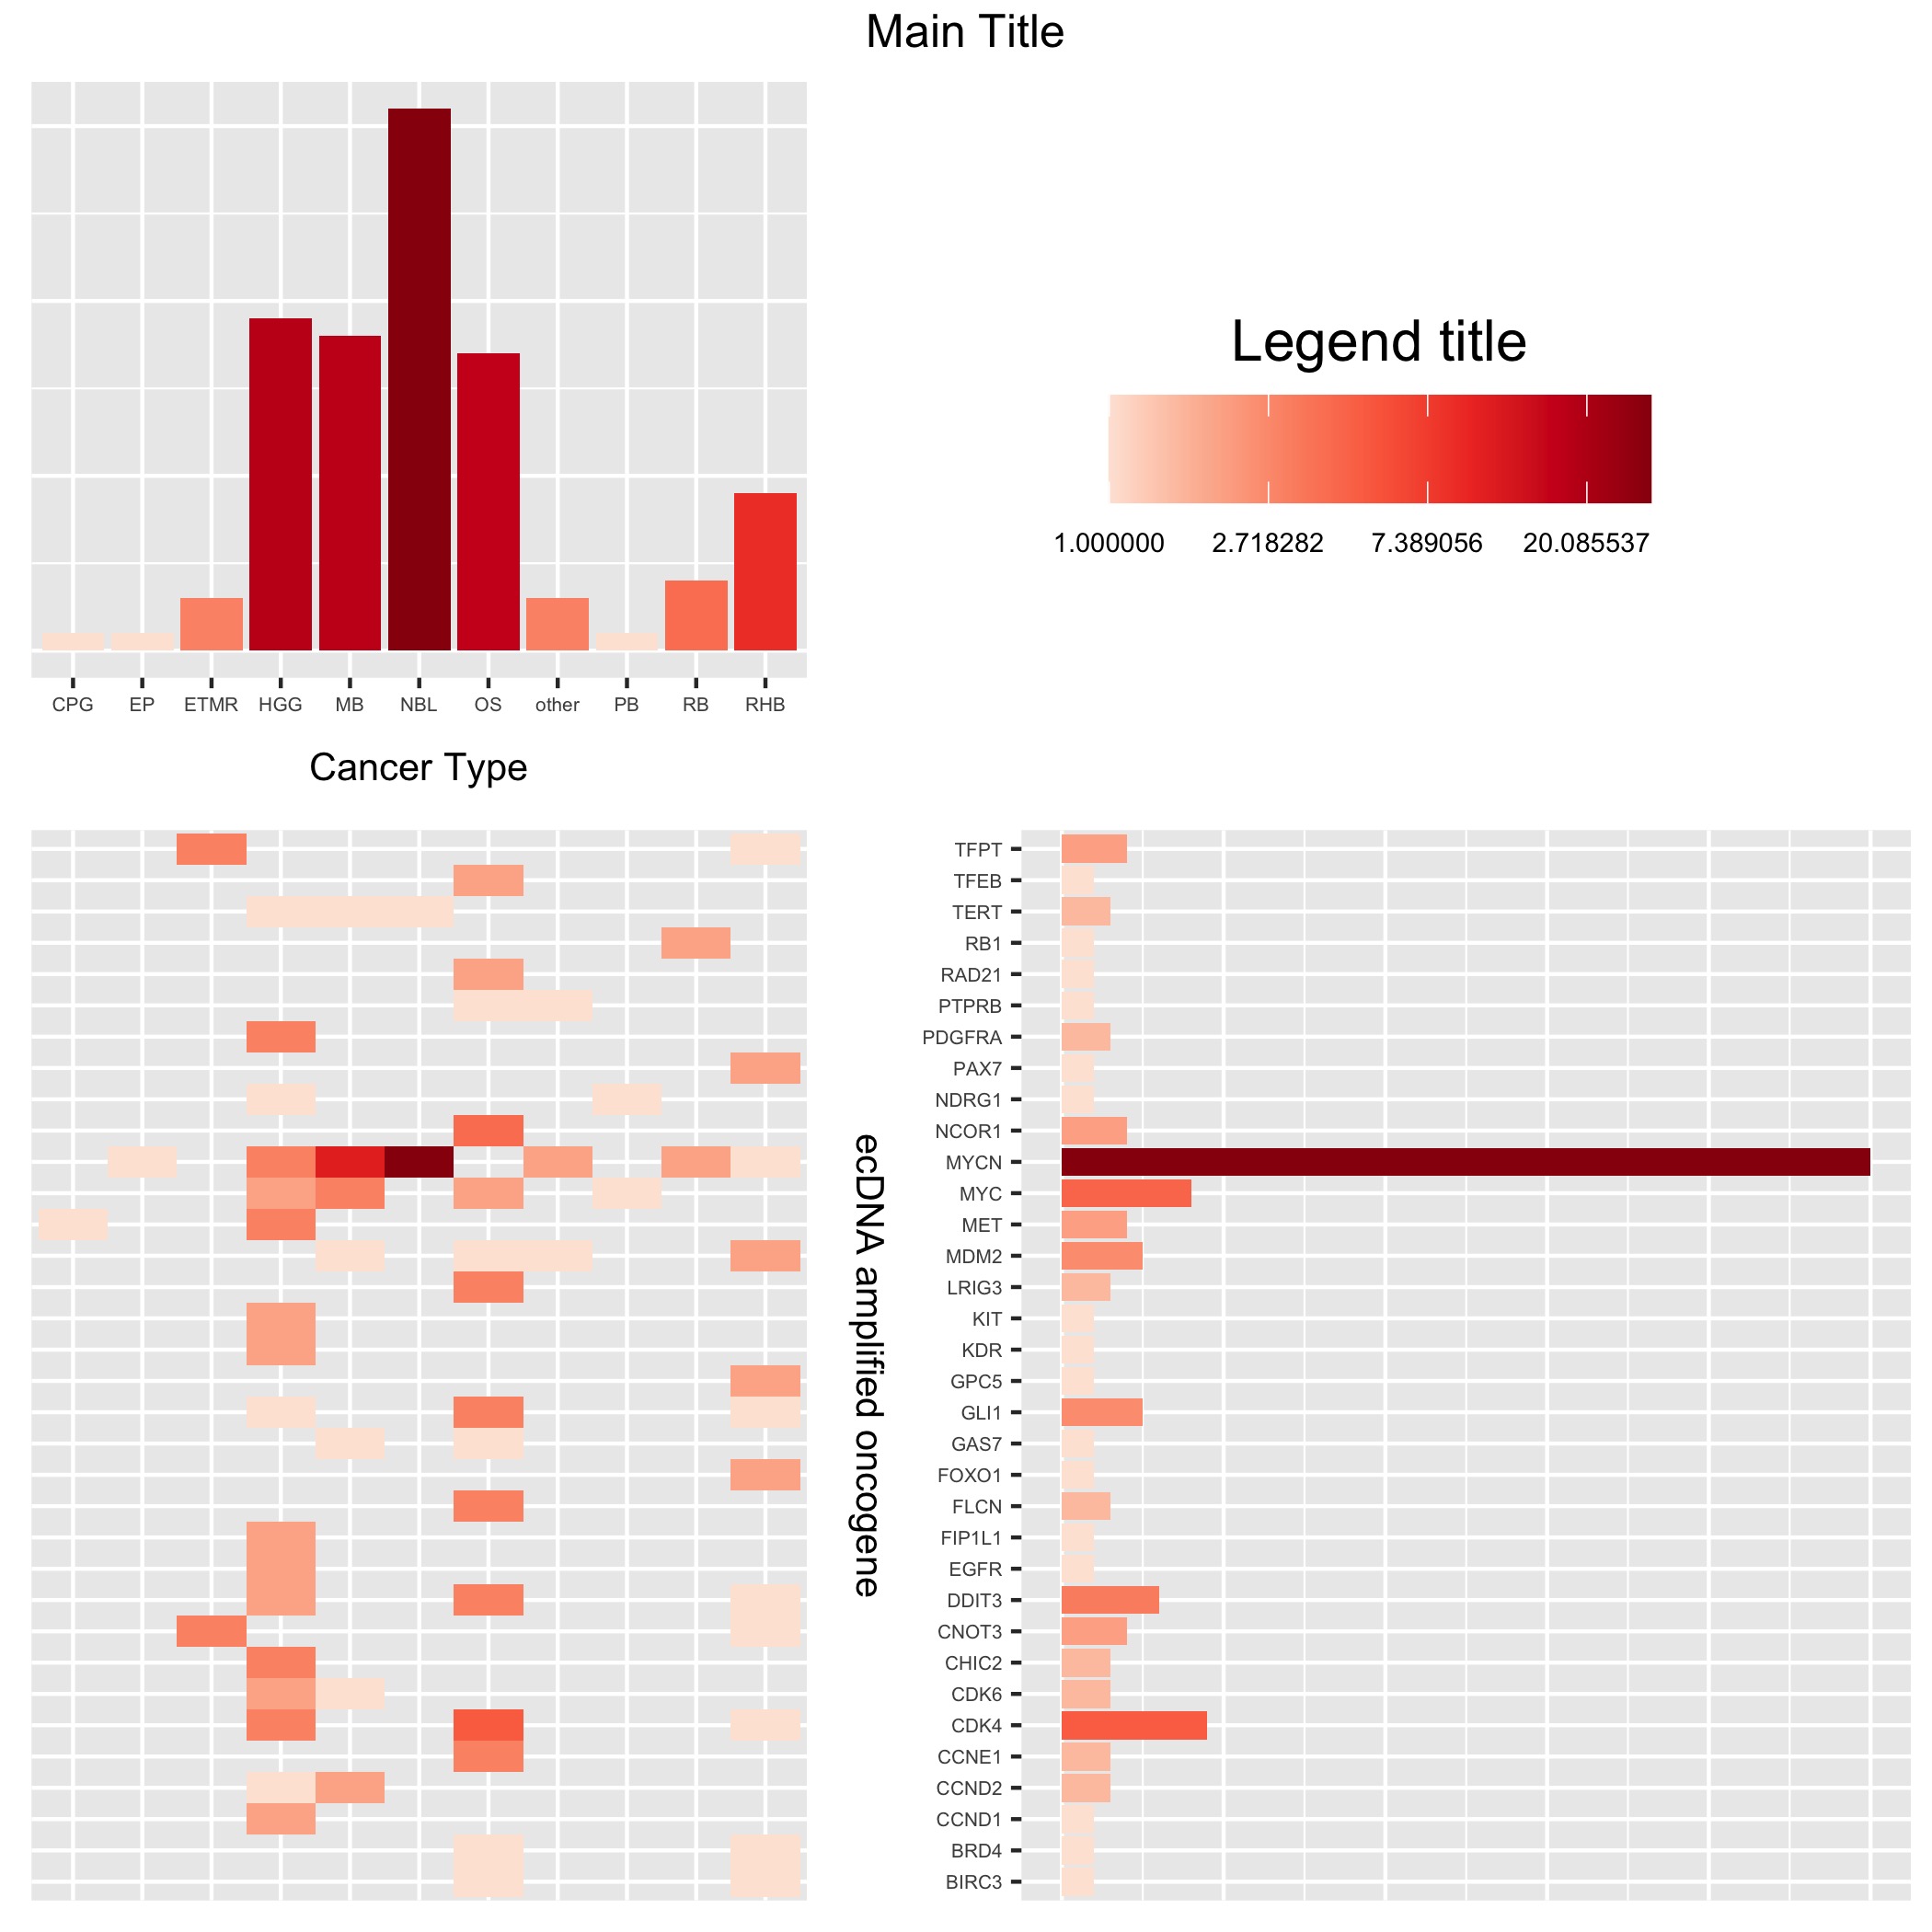 Main Title
CPG EP ETMR HGG MB NBL OS other PB RB RHB
Cancer Type
Legend title
1.000000 2.718282 7.389056 20.085537
ecDNA amplified oncogene
TFPT
TFEB
TERT
RB1
RAD21
PTPRB
PDGFRA
PAX7
NDRG1
NCOR1
MYCN
MYC
MET
MDM2
LRIG3
KIT
KDR
GPC5
GLI1
GAS7
FOXO1
FLCN
FIP1L1
EGFR
DDIT3
CNOT3
CHIC2
CDK6
CDK4
CCNE1
CCND2
CCND1
BRD4
BIRC3